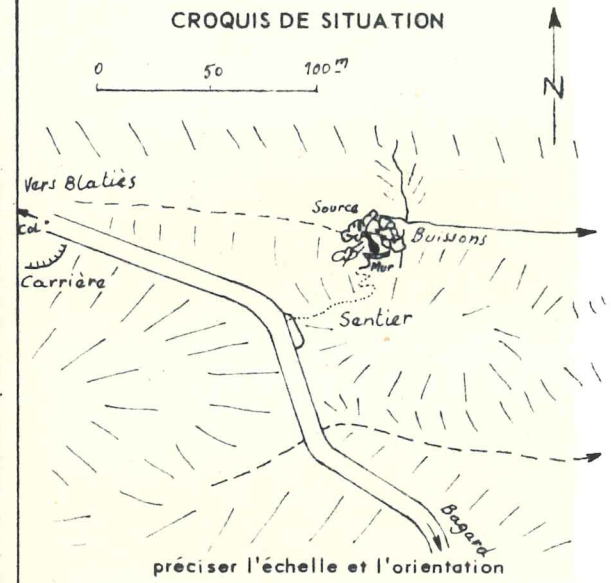 CROQUIS DE SITUATION
0 50 100m
N
Vers Blatiès
Col
Source
Buissons
Mur
Carrière
Sentier
Bagard
préciser l'échelle et l'orientation